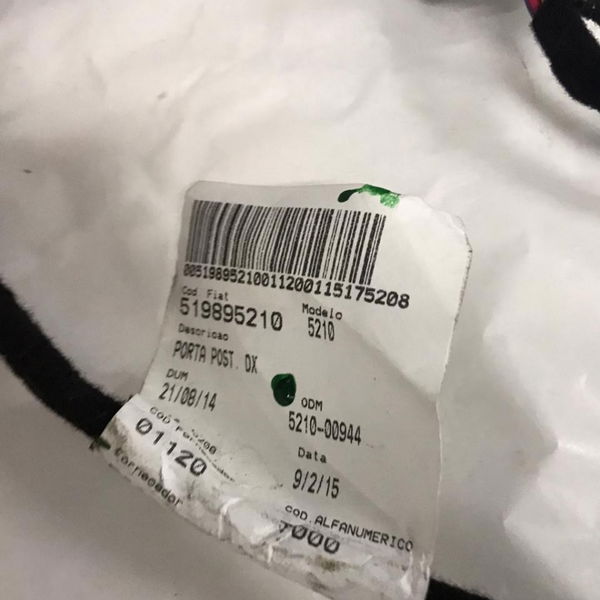 00519895210011200115175208
Cod Fiat Modelo
519895210 5210
Descricao
PORTA POST. DX
DUM ODM
21/08/14 5210-00944
Data
01120 9/2/15
Fornecedor COD.ALFANUMERICO
7000